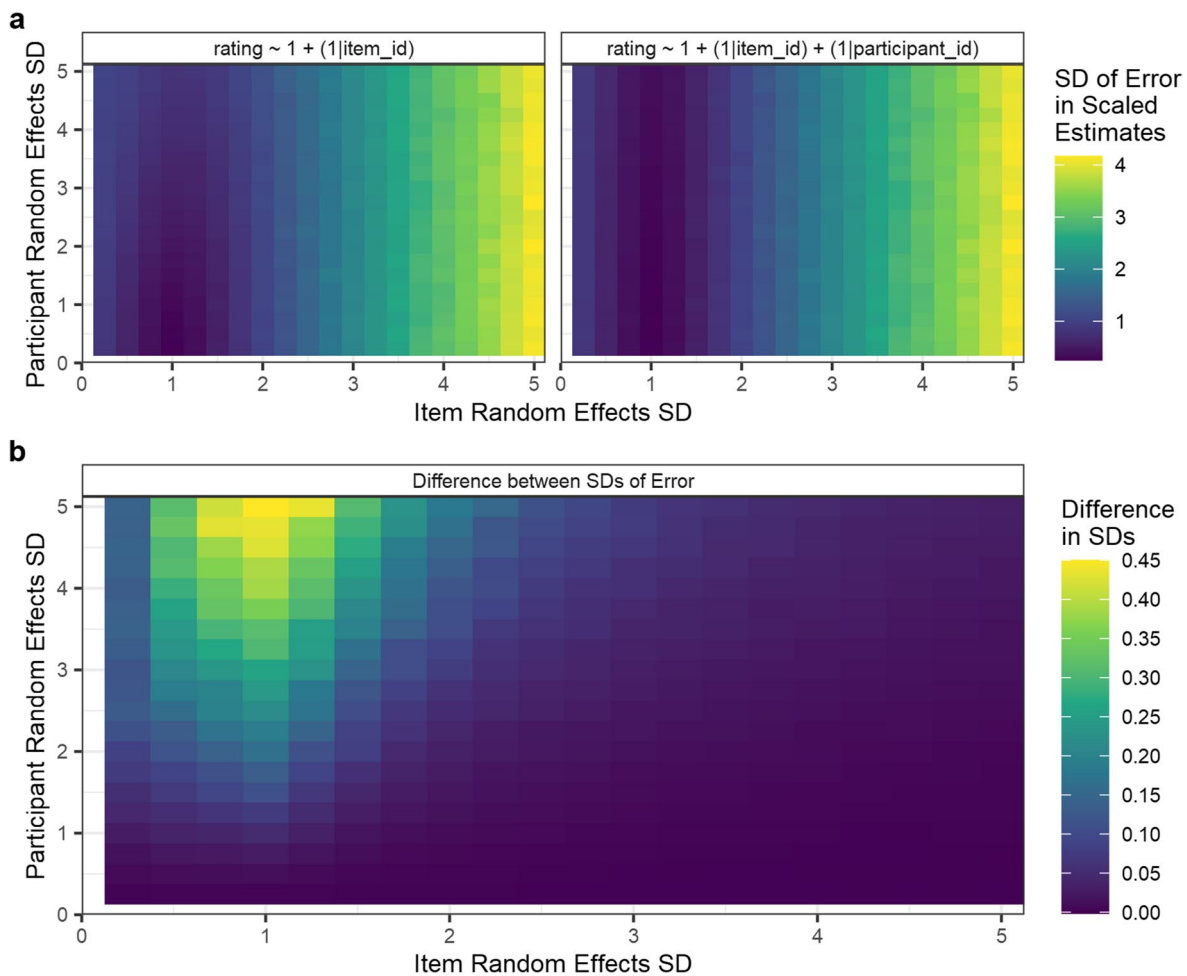 a
rating ~ 1 + (1|item_id)
rating ~ 1 + (1|item_id) + (1|participant_id)
Participant Random Effects SD
5
4
3
2
1
0
0 1 2 3 4 5
0 1 2 3 4 5
Item Random Effects SD
SD of Error
in Scaled
Estimates
4
3
2
1
b
Difference between SDs of Error
Participant Random Effects SD
5
4
3
2
1
0
0 1 2 3 4 5
Item Random Effects SD
Difference
in SDs
0.45
0.40
0.35
0.30
0.25
0.20
0.15
0.10
0.05
0.00